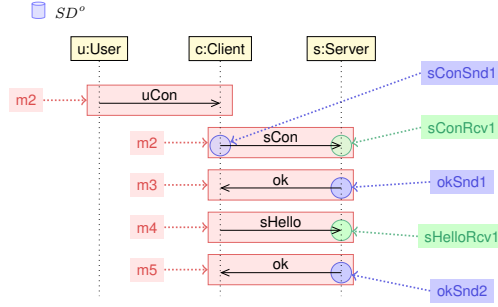 SD^o
u:User c:Client s:Server
sConSnd1
m2 uCon
sConRcv1
m2 sCon
m3 ok okSnd1
m4 sHello
sHelloRcv1
m5 ok
okSnd2